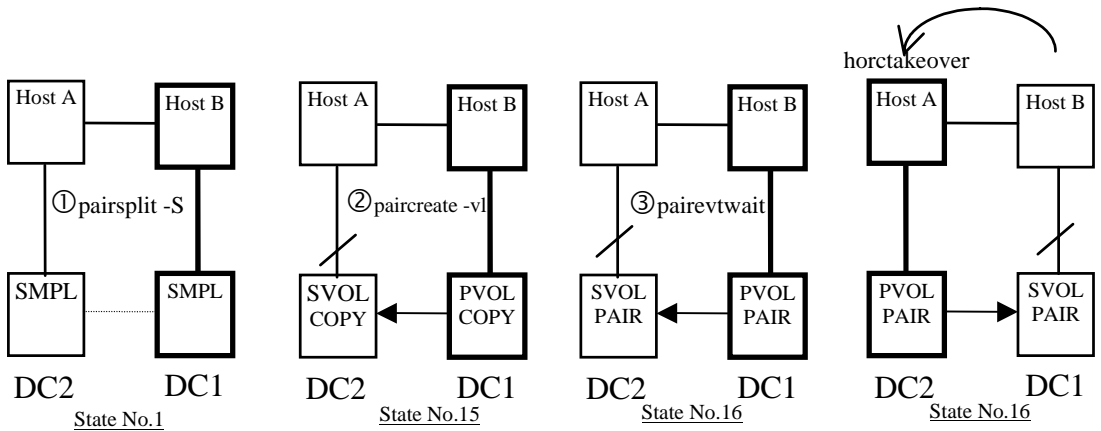 horctakeover
Host A
Host B
Host A
Host B
Host A
Host B
Host A
Host B
①pairsplit -S
②paircreate -vl
③pairevtwait
SMPL
SMPL
SVOL
COPY
PVOL
COPY
SVOL
PAIR
PVOL
PAIR
PVOL
PAIR
SVOL
PAIR
DC2
DC1
DC2
DC1
DC2
DC1
DC2
DC1
State No.1
State No.15
State No.16
State No.16